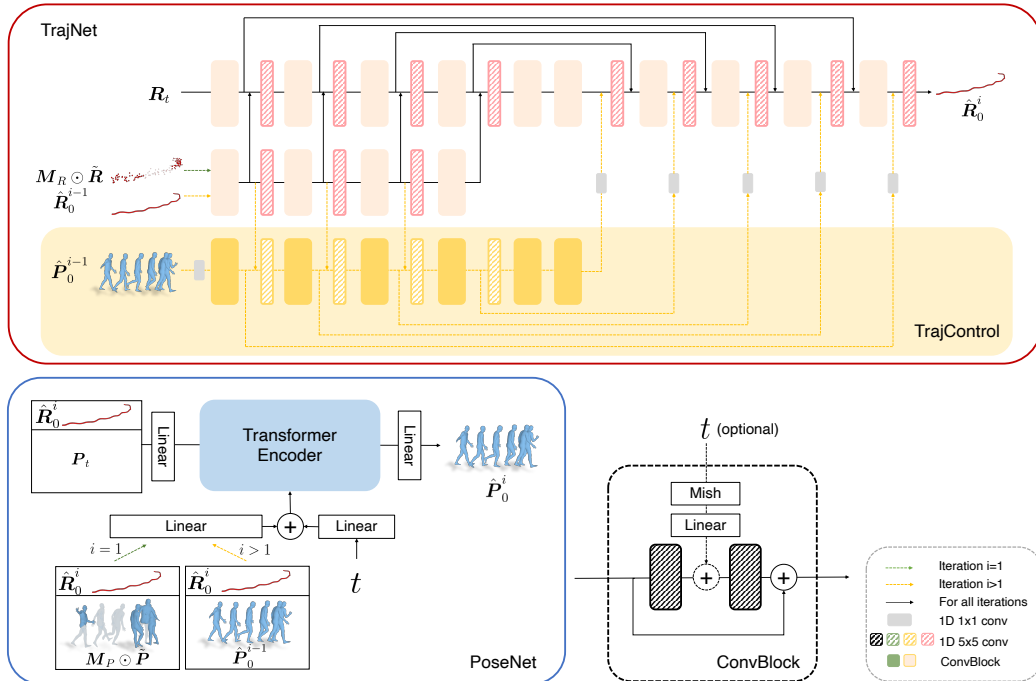 TrajNet
R_t
R̂_0^i
M_R ⊙ R̃
R̂_0^{i-1}
P̂_0^{i-1}
TrajControl
R̂_0^i
P_t
Linear
Transformer
Encoder
Linear
P̂_0^i
Linear
+
Linear
i = 1
i > 1
t
R̂_0^i
R̂_0^i
M_P ⊙ P̃
P̂_0^{i-1}
PoseNet
t (optional)
Mish
Linear
+
+
ConvBlock
Iteration i=1
Iteration i>1
For all iterations
1D 1x1 conv
1D 5x5 conv
ConvBlock